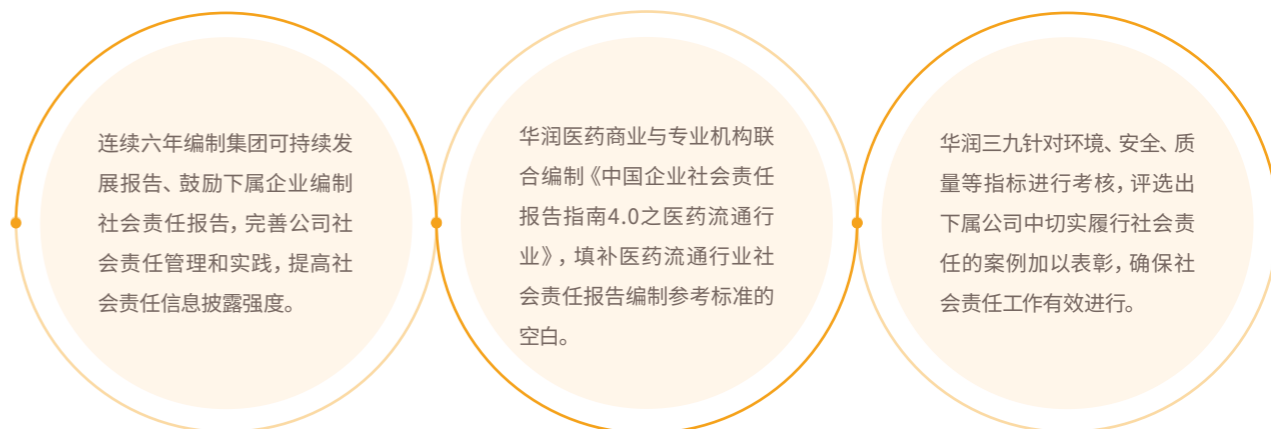 连续六年编制集团可持续发
展报告、鼓励下属企业编制
社会责任报告，完善公司社
会责任管理和实践，提高社
会责任信息披露强度。
华润医药商业与专业机构联
合编制《中国企业社会责任
报告指南4.0之医药流通行
业》，填补医药流通行业社
会责任报告编制参考标准的
空白。
华润三九针对环境、安全、质
量等指标进行考核，评选出
下属公司中切实履行社会责
任的案例加以表彰，确保社
会责任工作有效进行。